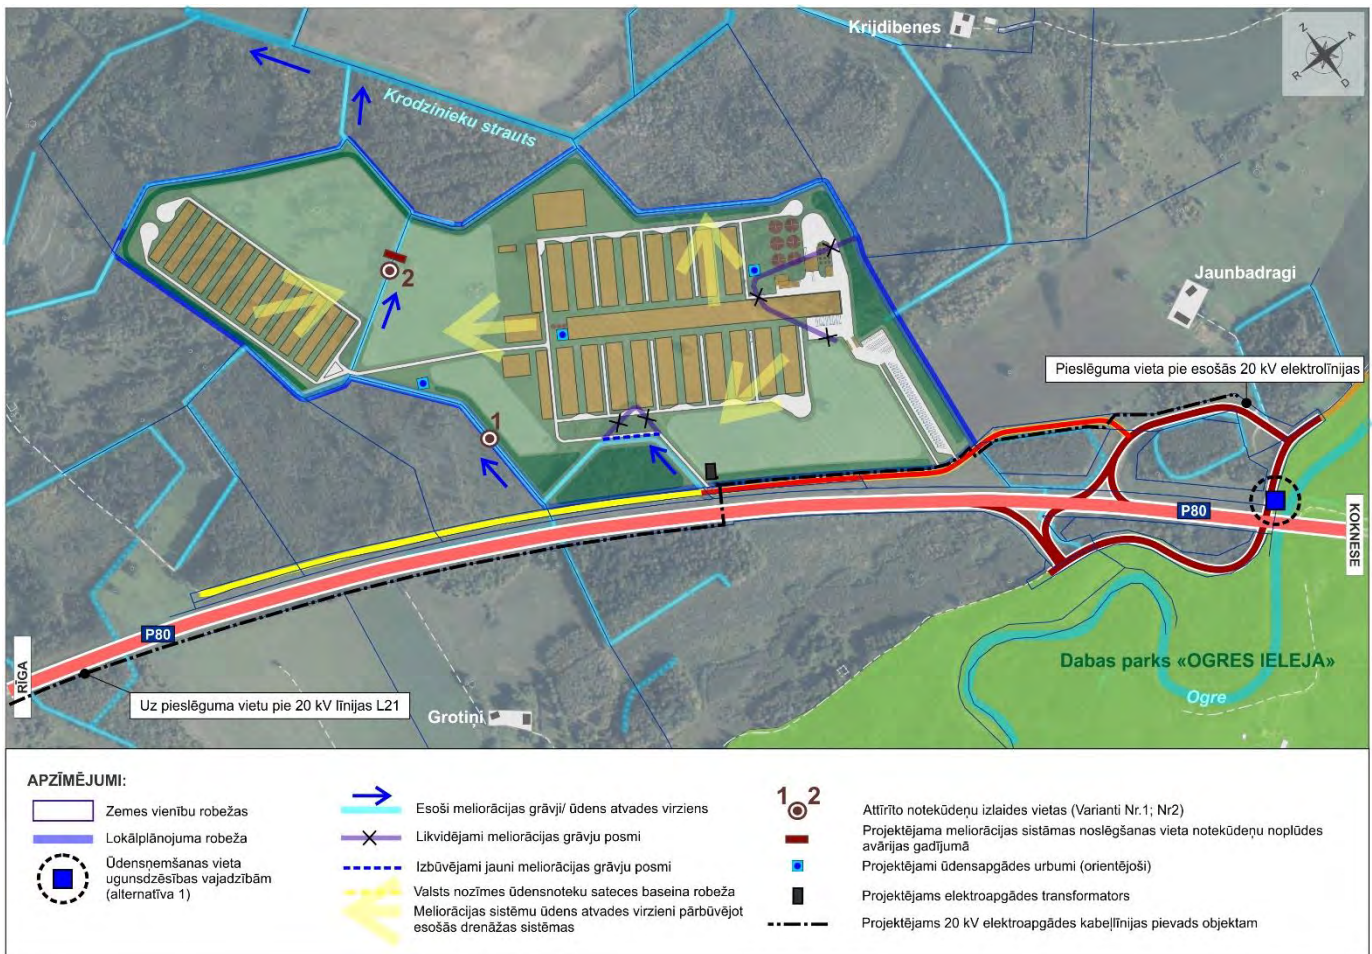 Krijdibenes
Z
A
R
D
Krodzinieku strauts
Jaunbadragi
2
Pieslēguma vieta pie esošās 20 kV elektrolīnijas
1
P80
KOKNESE
P80
RĪGA
Dabas parks «OGRES IELEJA»
Ogre
Uz pieslēguma vietu pie 20 kV līnijas L21
Grotiņi
APZĪMĒJUMI:
Zemes vienību robežas
Lokālplānojuma robeža
Ūdensņemšanas vieta
ugunsdzēsības vajadzībām
(alternatīva 1)
Esoši meliorācijas grāvji/ ūdens atvades virziens
Likvidējami meliorācijas grāvju posmi
Izbūvējami jauni meliorācijas grāvju posmi
Valsts nozīmes ūdensnoteku sateces baseina robeža
Meliorācijas sistēmu ūdens atvades virzieni pārbūvējot
esošās drenāžas sistēmas
1 2
Attīrīto notekūdeņu izlaides vietas (Varianti Nr.1; Nr2)
Projektējama meliorācijas sistāmas noslēgšanas vieta notekūdeņu noplūdes
avārijas gadījumā
Projektējami ūdensapgādes urbumi (orientējoši)
Projektējams elektroapgādes transformators
Projektējams 20 kV elektroapgādes kabeļlīnijas pievads objektam